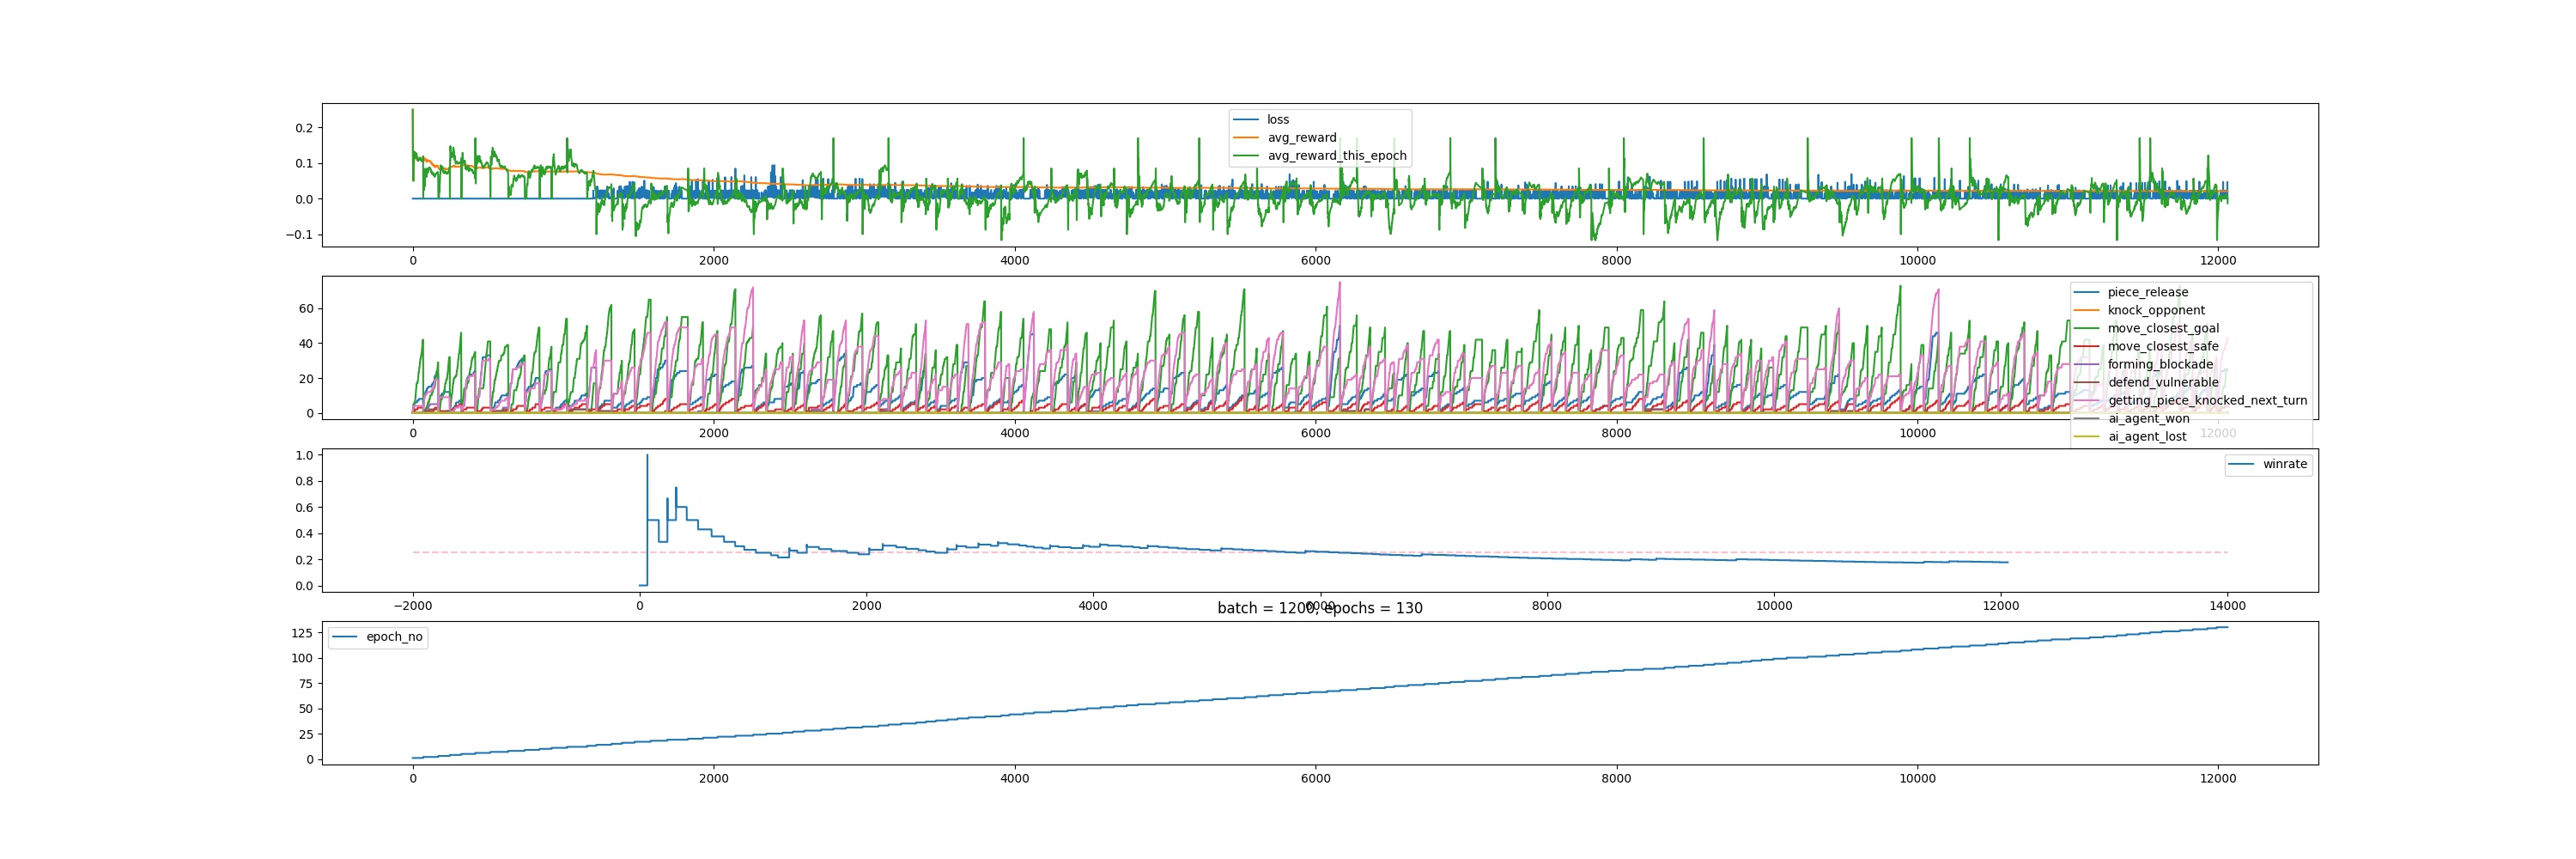 0.2
0.1
0.0
−0.1
loss
avg_reward
avg_reward_this_epoch
0 2000 4000 6000 8000 10000 12000
60
40
20
0
piece_release
knock_opponent
move_closest_goal
move_closest_safe
forming_blockade
defend_vulnerable
getting_piece_knocked_next_turn
ai_agent_won
ai_agent_lost
0 2000 4000 6000 8000 10000 12000
1.0
0.8
0.6
0.4
0.2
0.0
winrate
−2000 0 2000 4000 6000 8000 10000 12000 14000
batch = 1200, epochs = 130
125
100
75
50
25
0
epoch_no
0 2000 4000 6000 8000 10000 12000